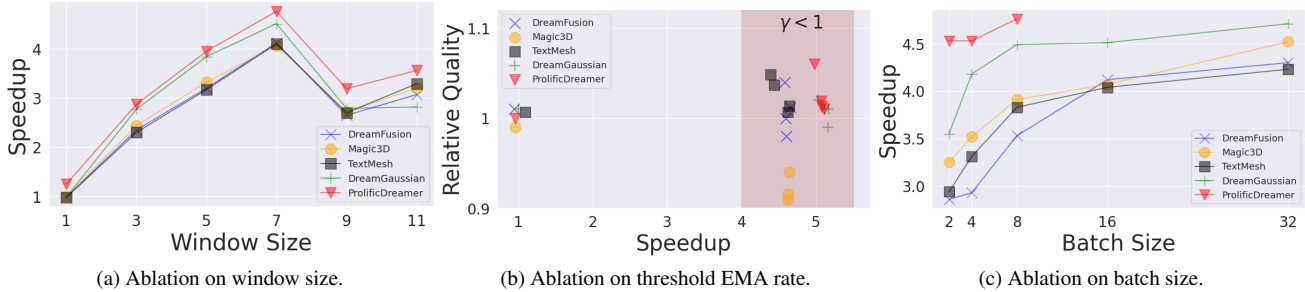 Speedup
4
3
2
1
DreamFusion
Magic3D
TextMesh
DreamGaussian
ProlificDreamer
1 3 5 7 9 11
Window Size
(a) Ablation on window size.
Relative Quality
1.1
1
0.9
DreamFusion
Magic3D
TextMesh
DreamGaussian
ProlificDreamer
γ < 1
1 2 3 4 5
Speedup
(b) Ablation on threshold EMA rate.
Speedup
4.5
4.0
3.5
3.0
DreamFusion
Magic3D
TextMesh
DreamGaussian
ProlificDreamer
2 4 8 16 32
Batch Size
(c) Ablation on batch size.